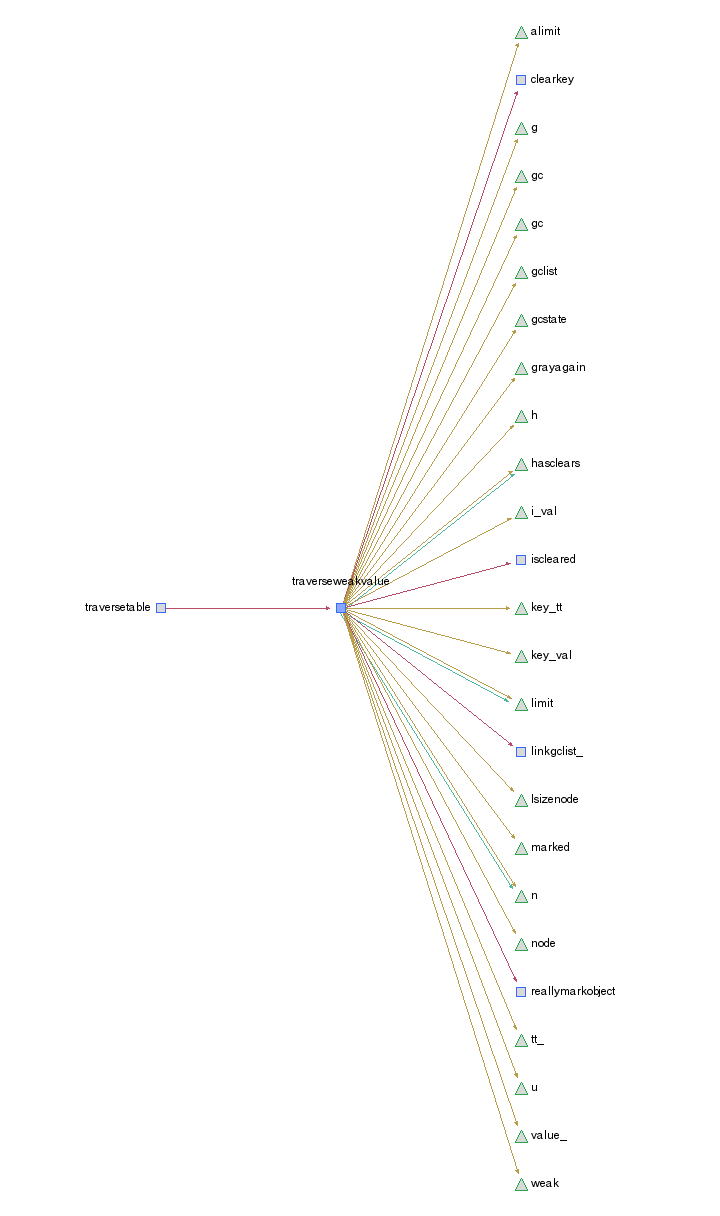 alimit
clearkey
g
gc
gc
gclist
gcstate
grayagain
h
hasclears
i_val
iscleared
traverseweakvalue
traversetable
key_tt
key_val
limit
linkgclist_
lsizenode
marked
n
node
reallymarkobject
tt_
u
value_
weak